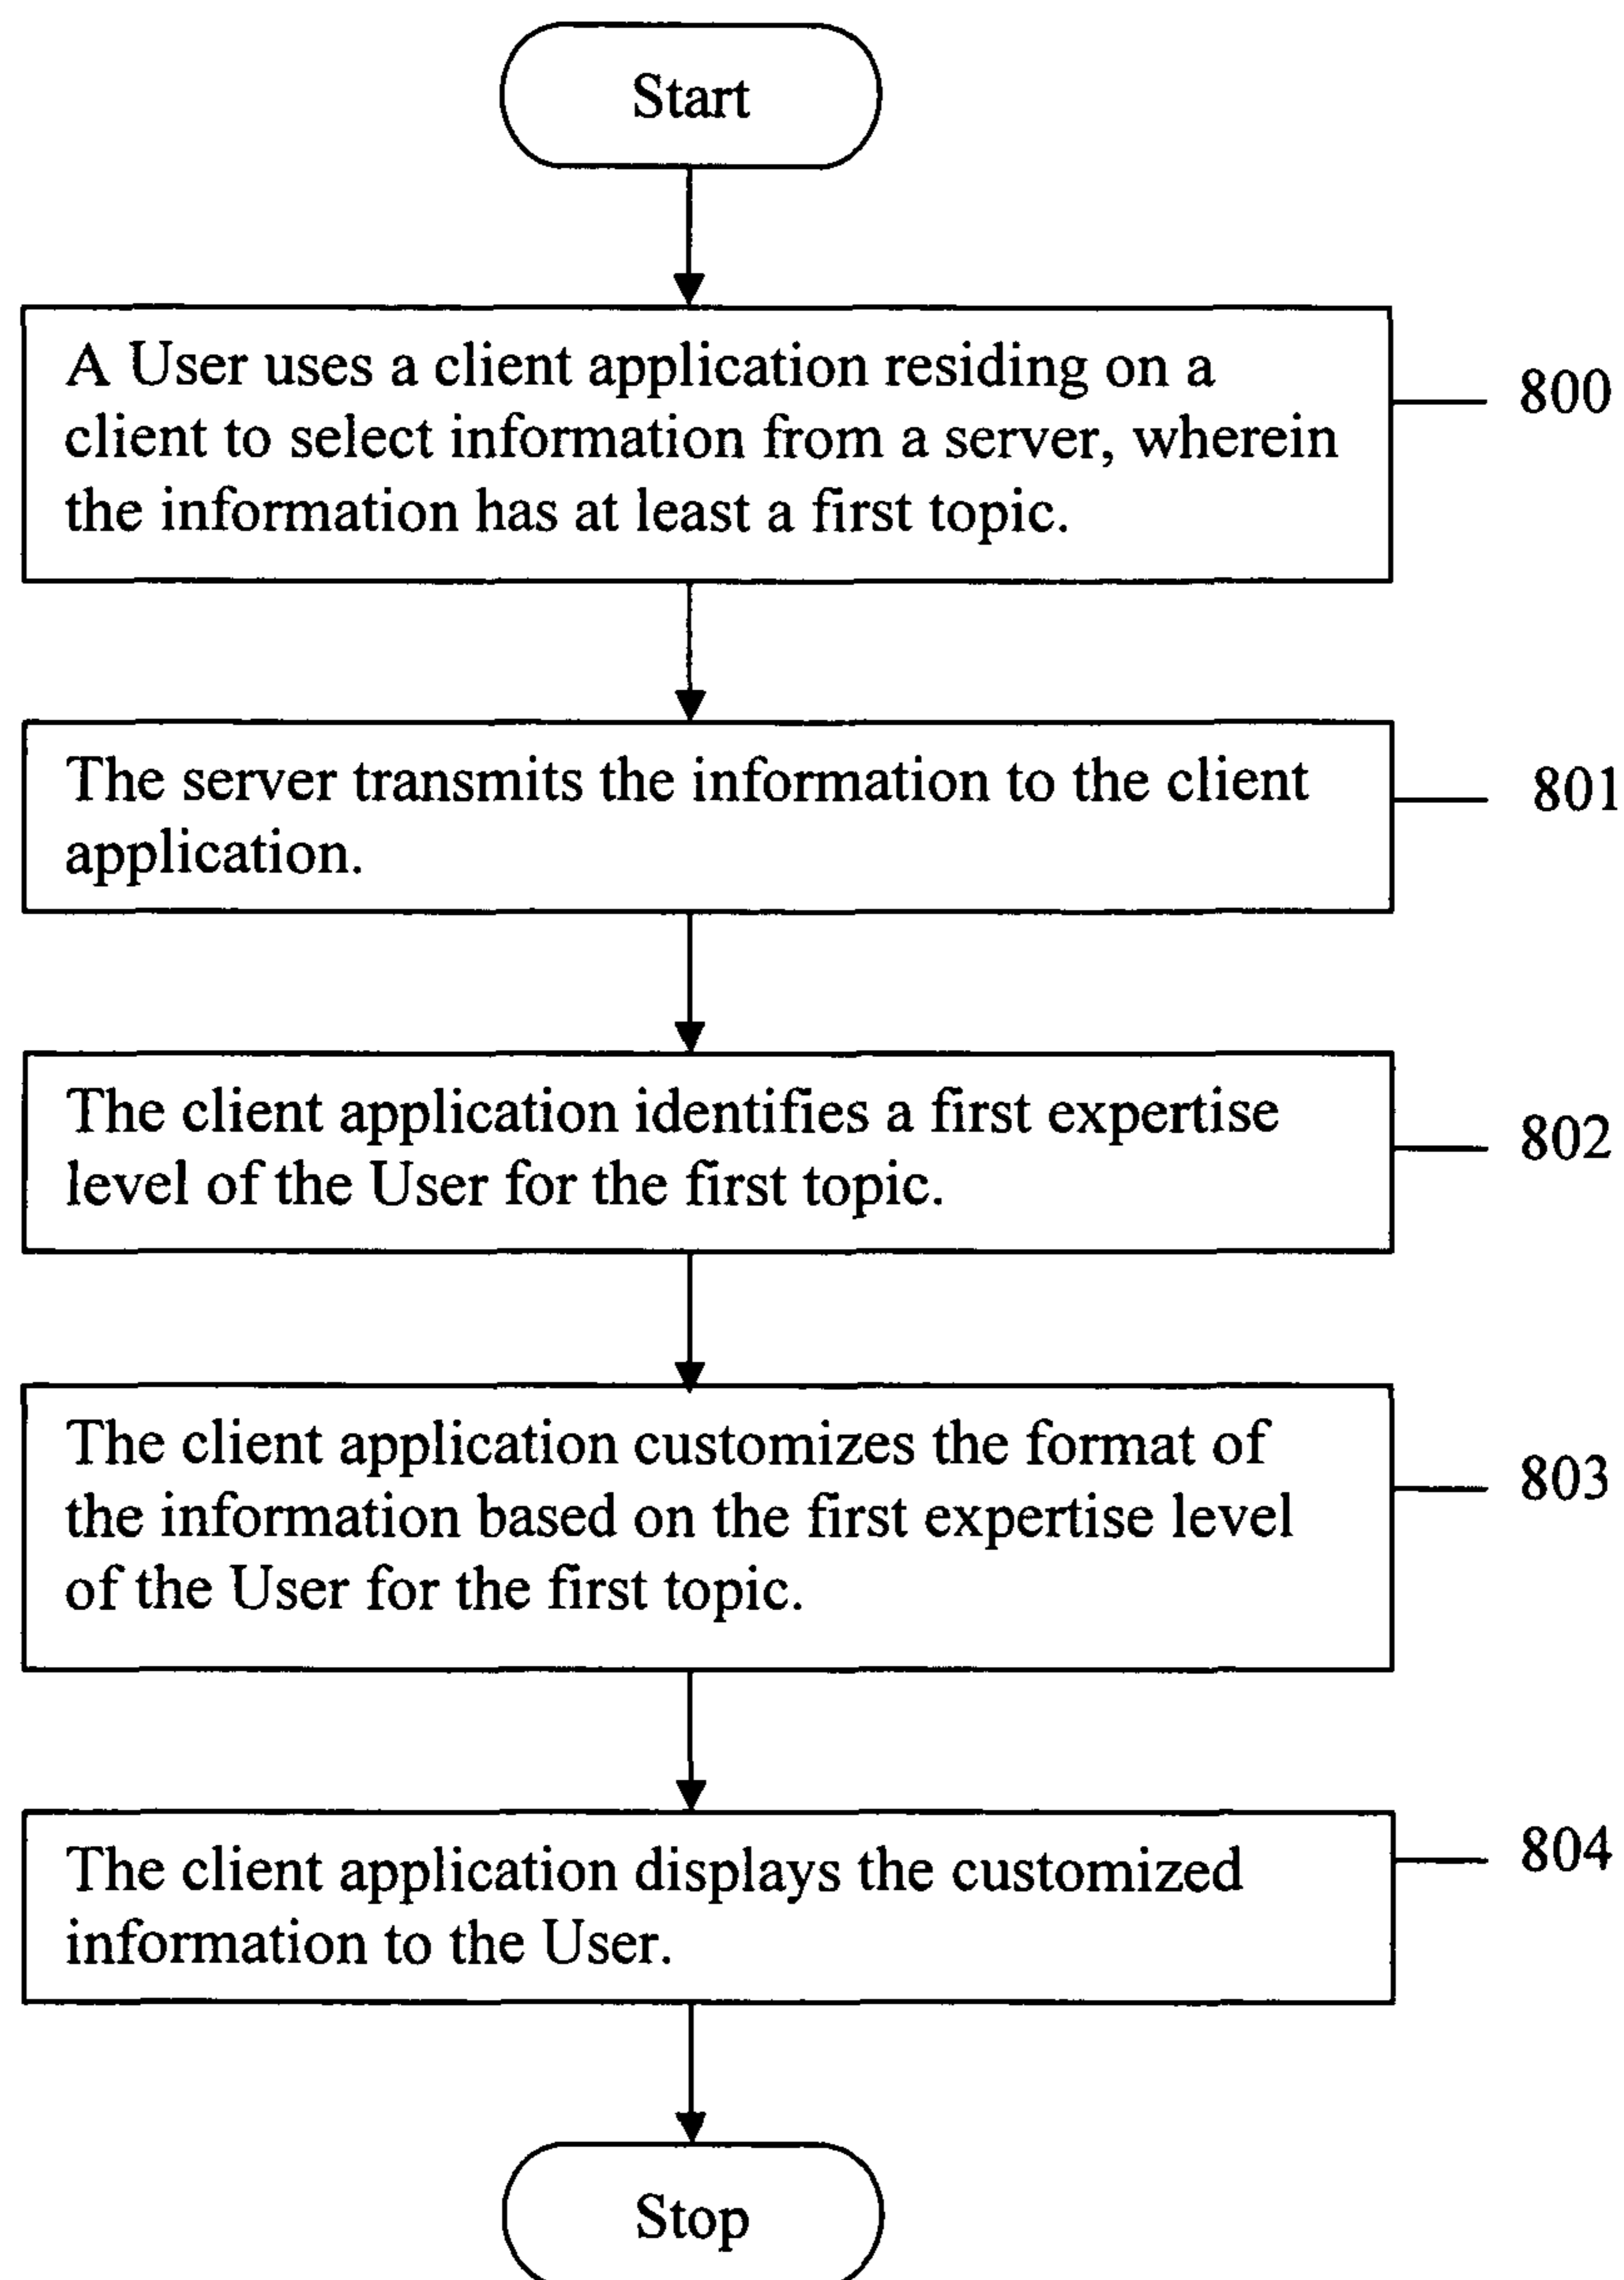 Start
A User uses a client application residing on a
client to select information from a server, wherein
the information has at least a first topic.
800
The server transmits the information to the client
application.
801
The client application identifies a first expertise
level of the User for the first topic.
802
The client application customizes the format of
the information based on the first expertise level
of the User for the first topic.
803
The client application displays the customized
information to the User.
804
Stop